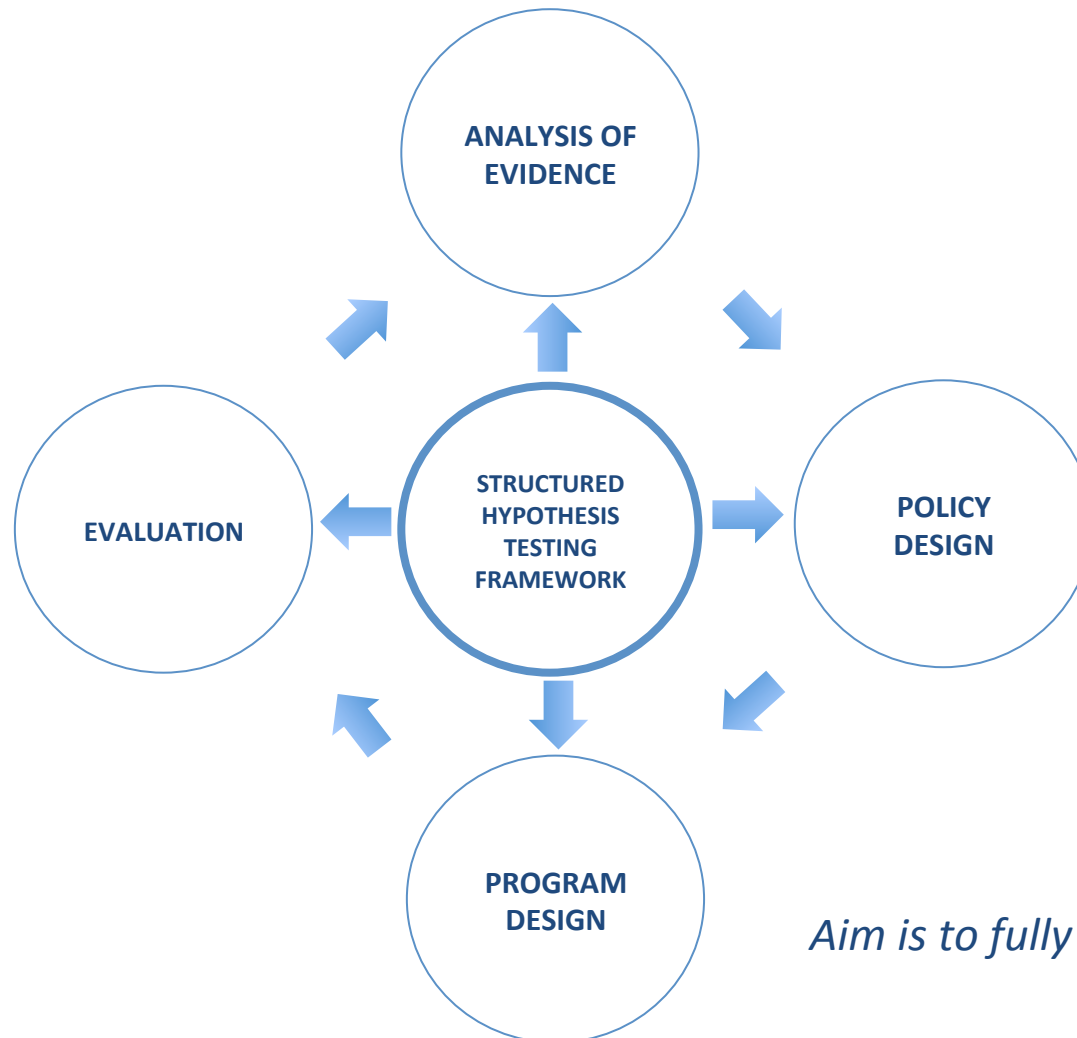 ANALYSIS OF
EVIDENCE
STRUCTURED
HYPOTHESIS
TESTING
FRAMEWORK
EVALUATION
POLICY
DESIGN
PROGRAM
DESIGN
Aim is to fully